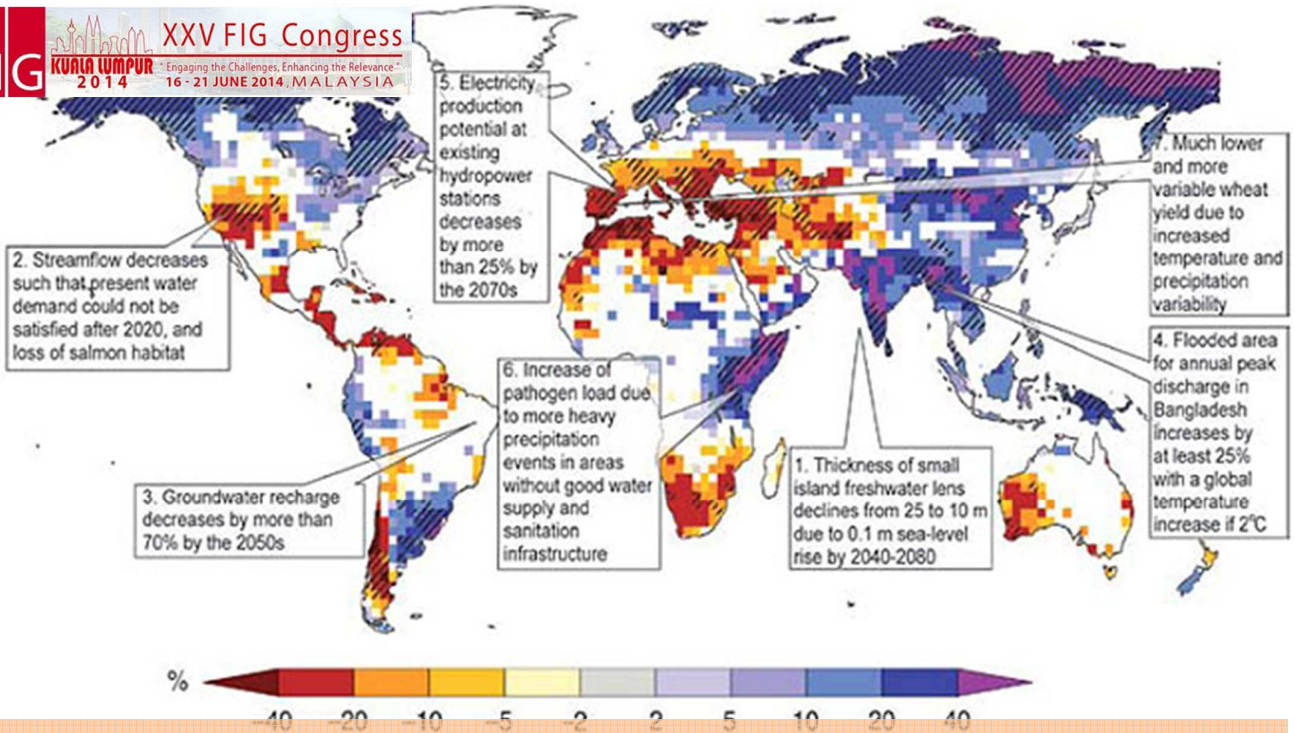 G
XXV FIG Congress
KUALA LUMPUR
2014
"Engaging the Challenges, Enhancing the Relevance"
16 - 21 JUNE 2014, MALAYSIA
5. Electricity
production
potential at
existing
hydropower
stations
decreases
by more
than 25% by
the 2070s
7. Much lower
and more
variable wheat
yield due to
increased
temperature and
precipitation
variability
2. Streamflow decreases
such that present water
demand could not be
satisfied after 2020, and
loss of salmon habitat
4. Flooded area
for annual peak
discharge in
Bangladesh
increases by
at least 25%
with a global
temperature
increase if 2°C
6. Increase of
pathogen load due
to more heavy
precipitation
events in areas
without good water
supply and
sanitation
infrastructure
1. Thickness of small
island freshwater lens
declines from 25 to 10 m
due to 0.1 m sea-level
rise by 2040-2080
3. Groundwater recharge
decreases by more than
70% by the 2050s
%
-40 -20 -10 -5 -2 2 5 10 20 40